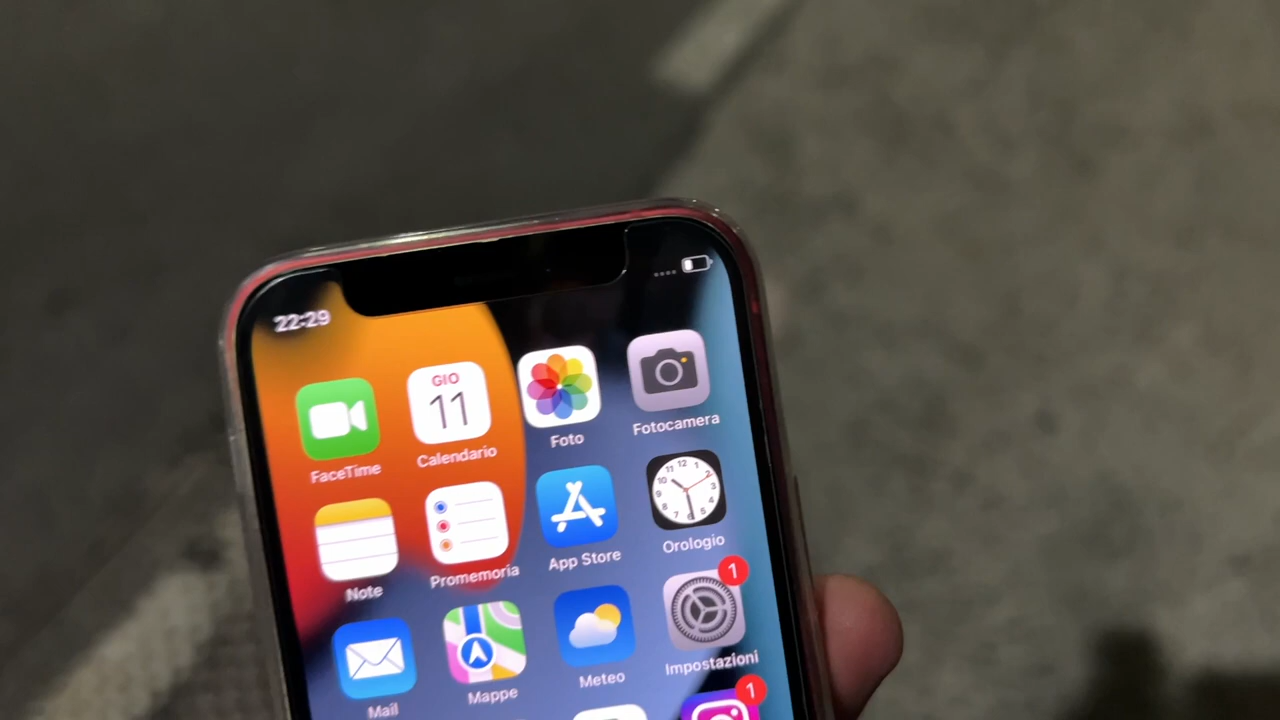 22:29
GIO
11
FaceTime
Calendario
Foto
Fotocamera
Note
Promemoria
App Store
Orologio
1
Mail
Mappe
Meteo
Impostazioni
1